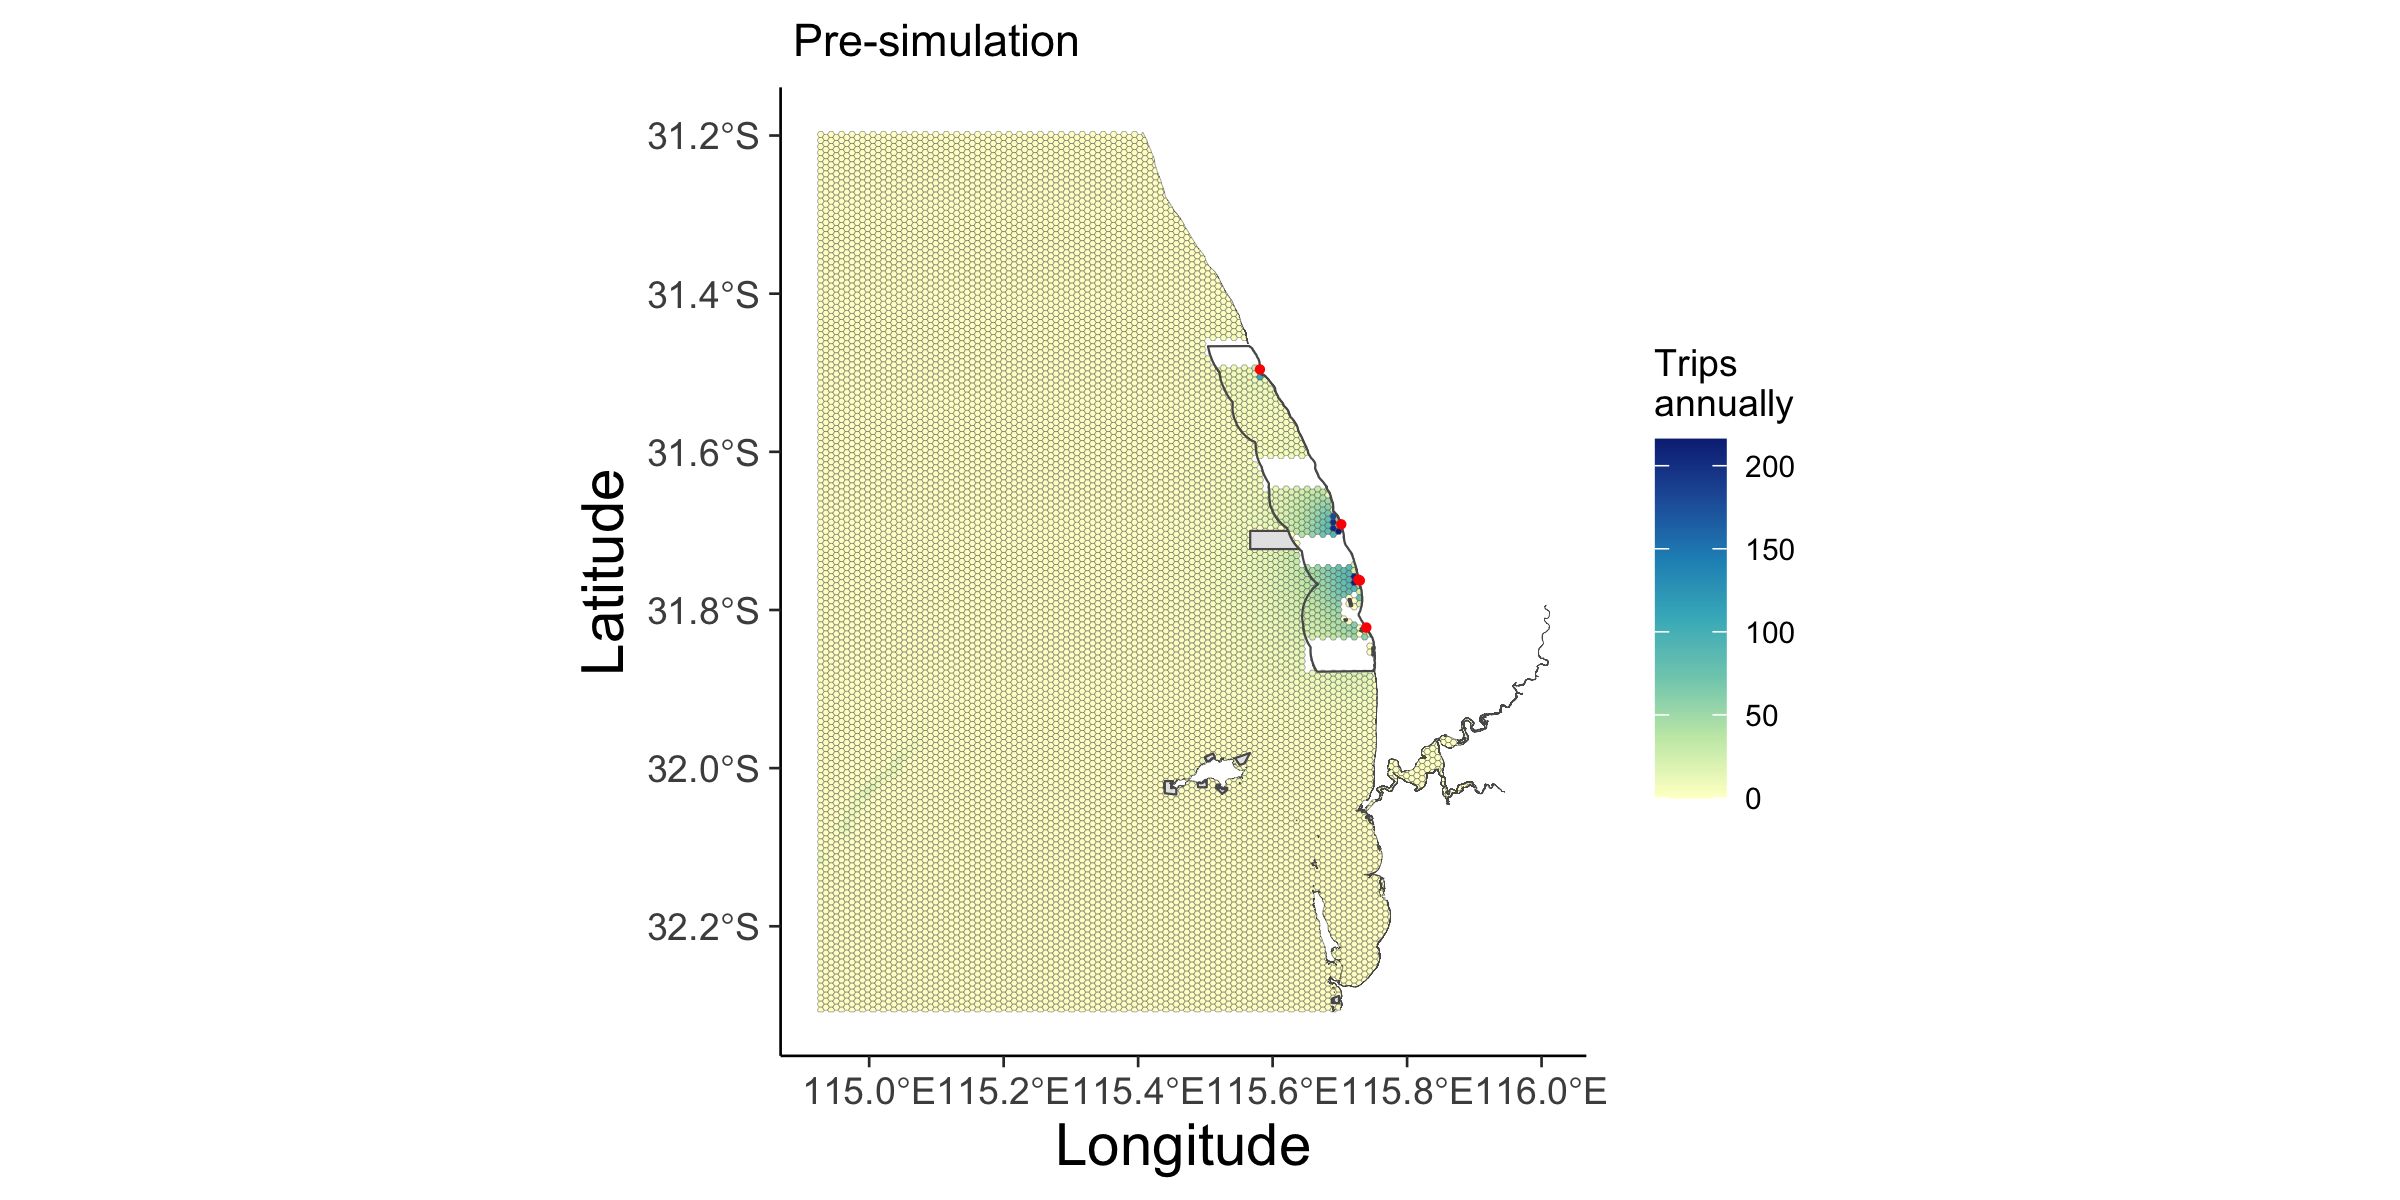 Pre-simulation
31.2°S
31.4°S
31.6°S
31.8°S
32.0°S
32.2°S
Latitude
115.0°E115.2°E115.4°E115.6°E115.8°E116.0°E
Longitude
Trips
annually
200
150
100
50
0